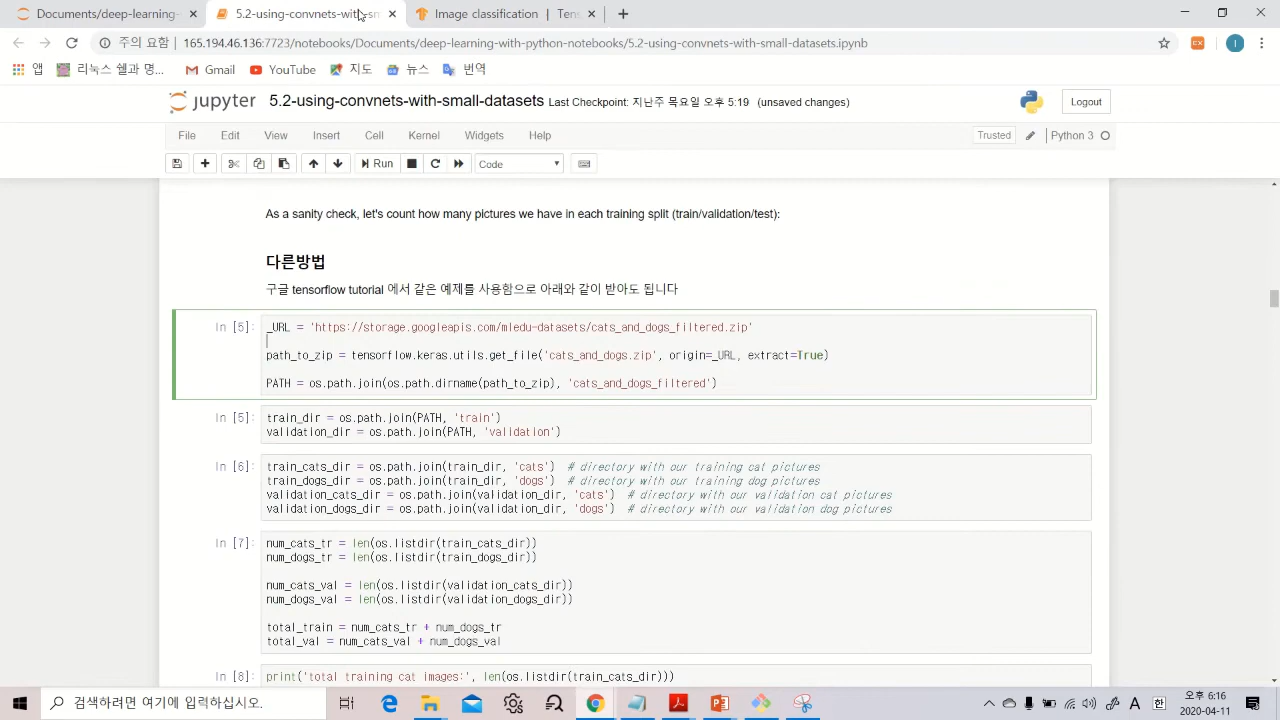 Documents/deep-learning-
5.2-using-convnets-with-sm
Image classification | Tens
주의 요함
165.194.46.136:7723/notebooks/Documents/deep-learning-with-python-notebooks/5.2-using-convnets-with-small-datasets.ipynb
앱
리눅스 쉘과 명...
Gmail
YouTube
지도
뉴스
번역
jupyter
5.2-using-convnets-with-small-datasets Last Checkpoint: 지난주 목요일 오후 5:19 (unsaved changes)
Logout
File Edit View Insert Cell Kernel Widgets Help
Trusted
Python 3
Run
Code
As a sanity check, let's count how many pictures we have in each training split (train/validation/test):
다른방법
구글 tensorflow tutorial 에서 같은 예제를 사용함으로 아래와 같이 받아도 됩니다
In [5]: _URL = 'https://storage.googleapis.com/mledu-datasets/cats_and_dogs_filtered.zip'
path_to_zip = tensorflow.keras.utils.get_file('cats_and_dogs.zip', origin=_URL, extract=True)
PATH = os.path.join(os.path.dirname(path_to_zip), 'cats_and_dogs_filtered')
In [5]: train_dir = os.path.join(PATH, 'train')
validation_dir = os.path.join(PATH, 'validation')
In [6]: train_cats_dir = os.path.join(train_dir, 'cats')  # directory with our training cat pictures
train_dogs_dir = os.path.join(train_dir, 'dogs')  # directory with our training dog pictures
validation_cats_dir = os.path.join(validation_dir, 'cats')  # directory with our validation cat pictures
validation_dogs_dir = os.path.join(validation_dir, 'dogs')  # directory with our validation dog pictures
In [7]: num_cats_tr = len(os.listdir(train_cats_dir))
num_dogs_tr = len(os.listdir(train_dogs_dir))
num_cats_val = len(os.listdir(validation_cats_dir))
num_dogs_val = len(os.listdir(validation_dogs_dir))
total_train = num_cats_tr + num_dogs_tr
total_val = num_cats_val + num_dogs_val
In [8]: print('total training cat images:', len(os.listdir(train_cats_dir)))
검색하려면 여기에 입력하십시오.
A
한
오후 6:16
2020-04-11